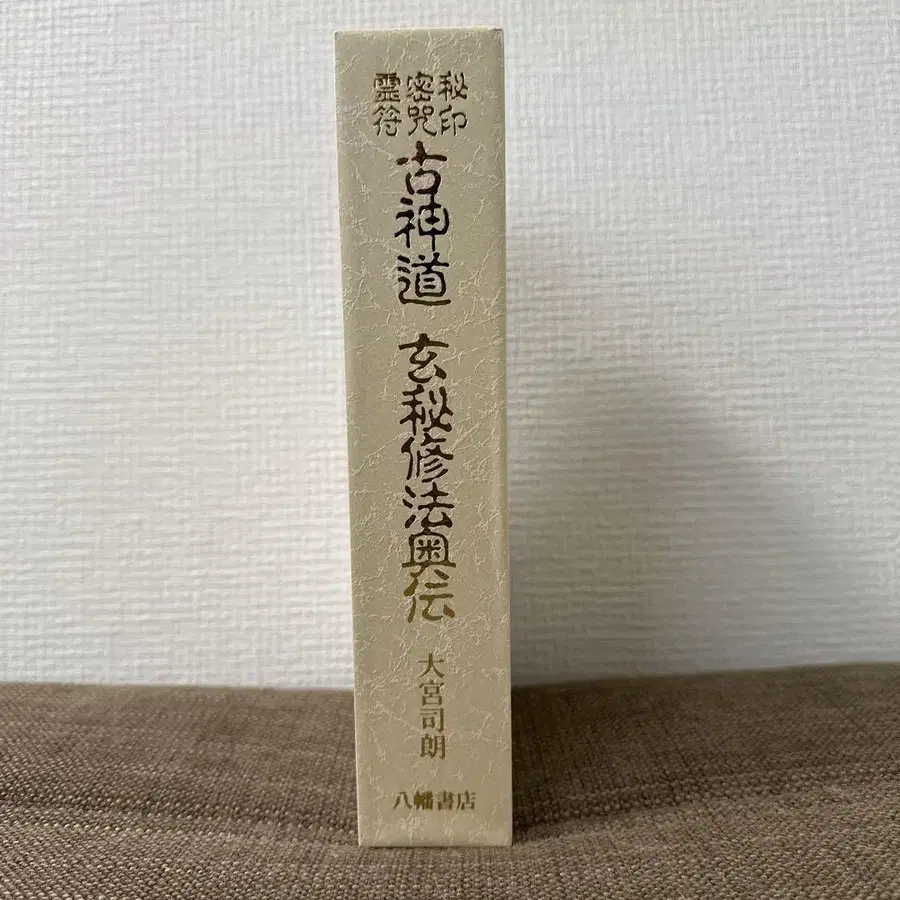 秘印
密咒
霊符
古神道 玄秘修法奥伝
大宮司朗
八幡書店